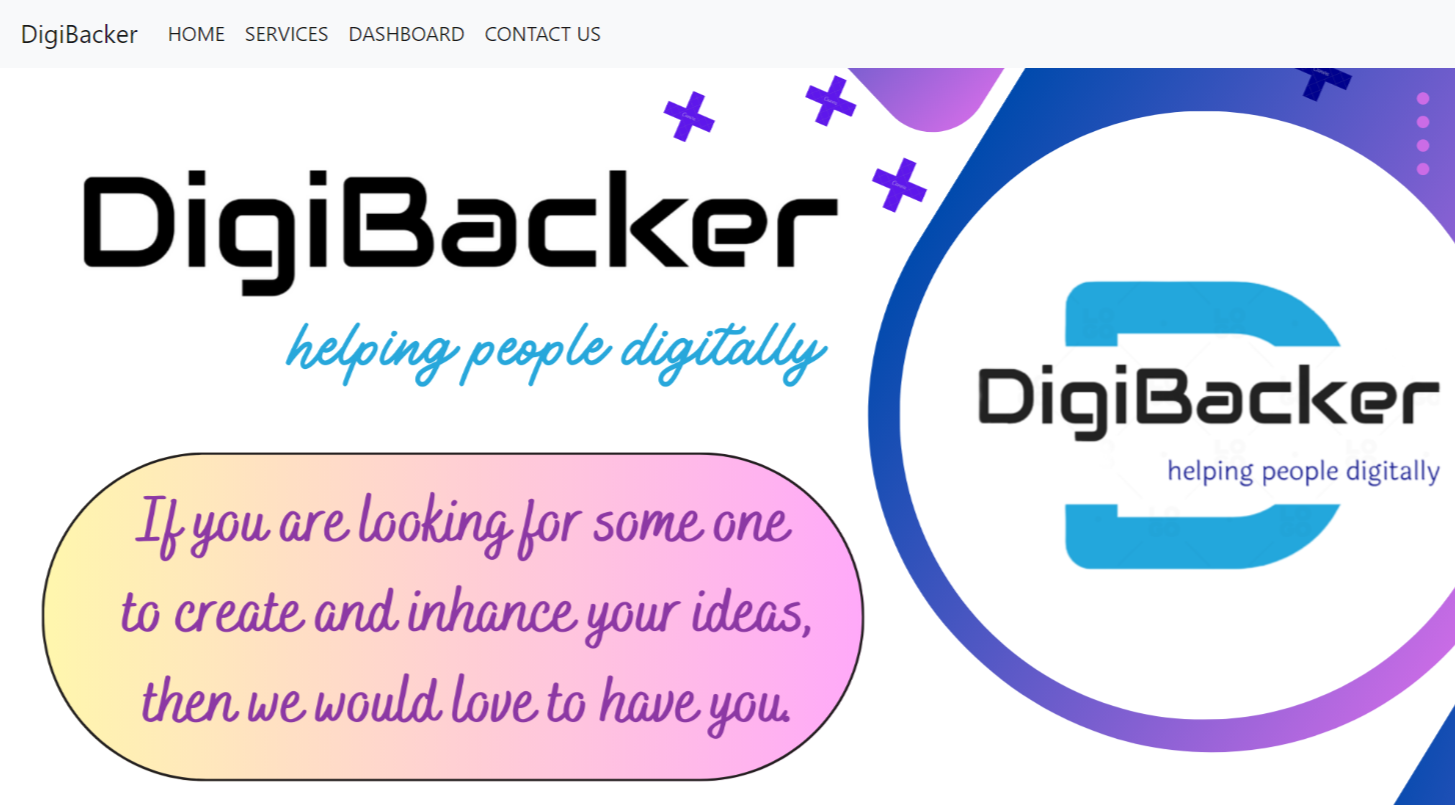 DigiBacker HOME SERVICES DASHBOARD CONTACT US
DigiBacker
helping people digitally
If you are looking for some one
to create and inhance your ideas,
then we would love to have you.
DigiBacker
helping people digitally